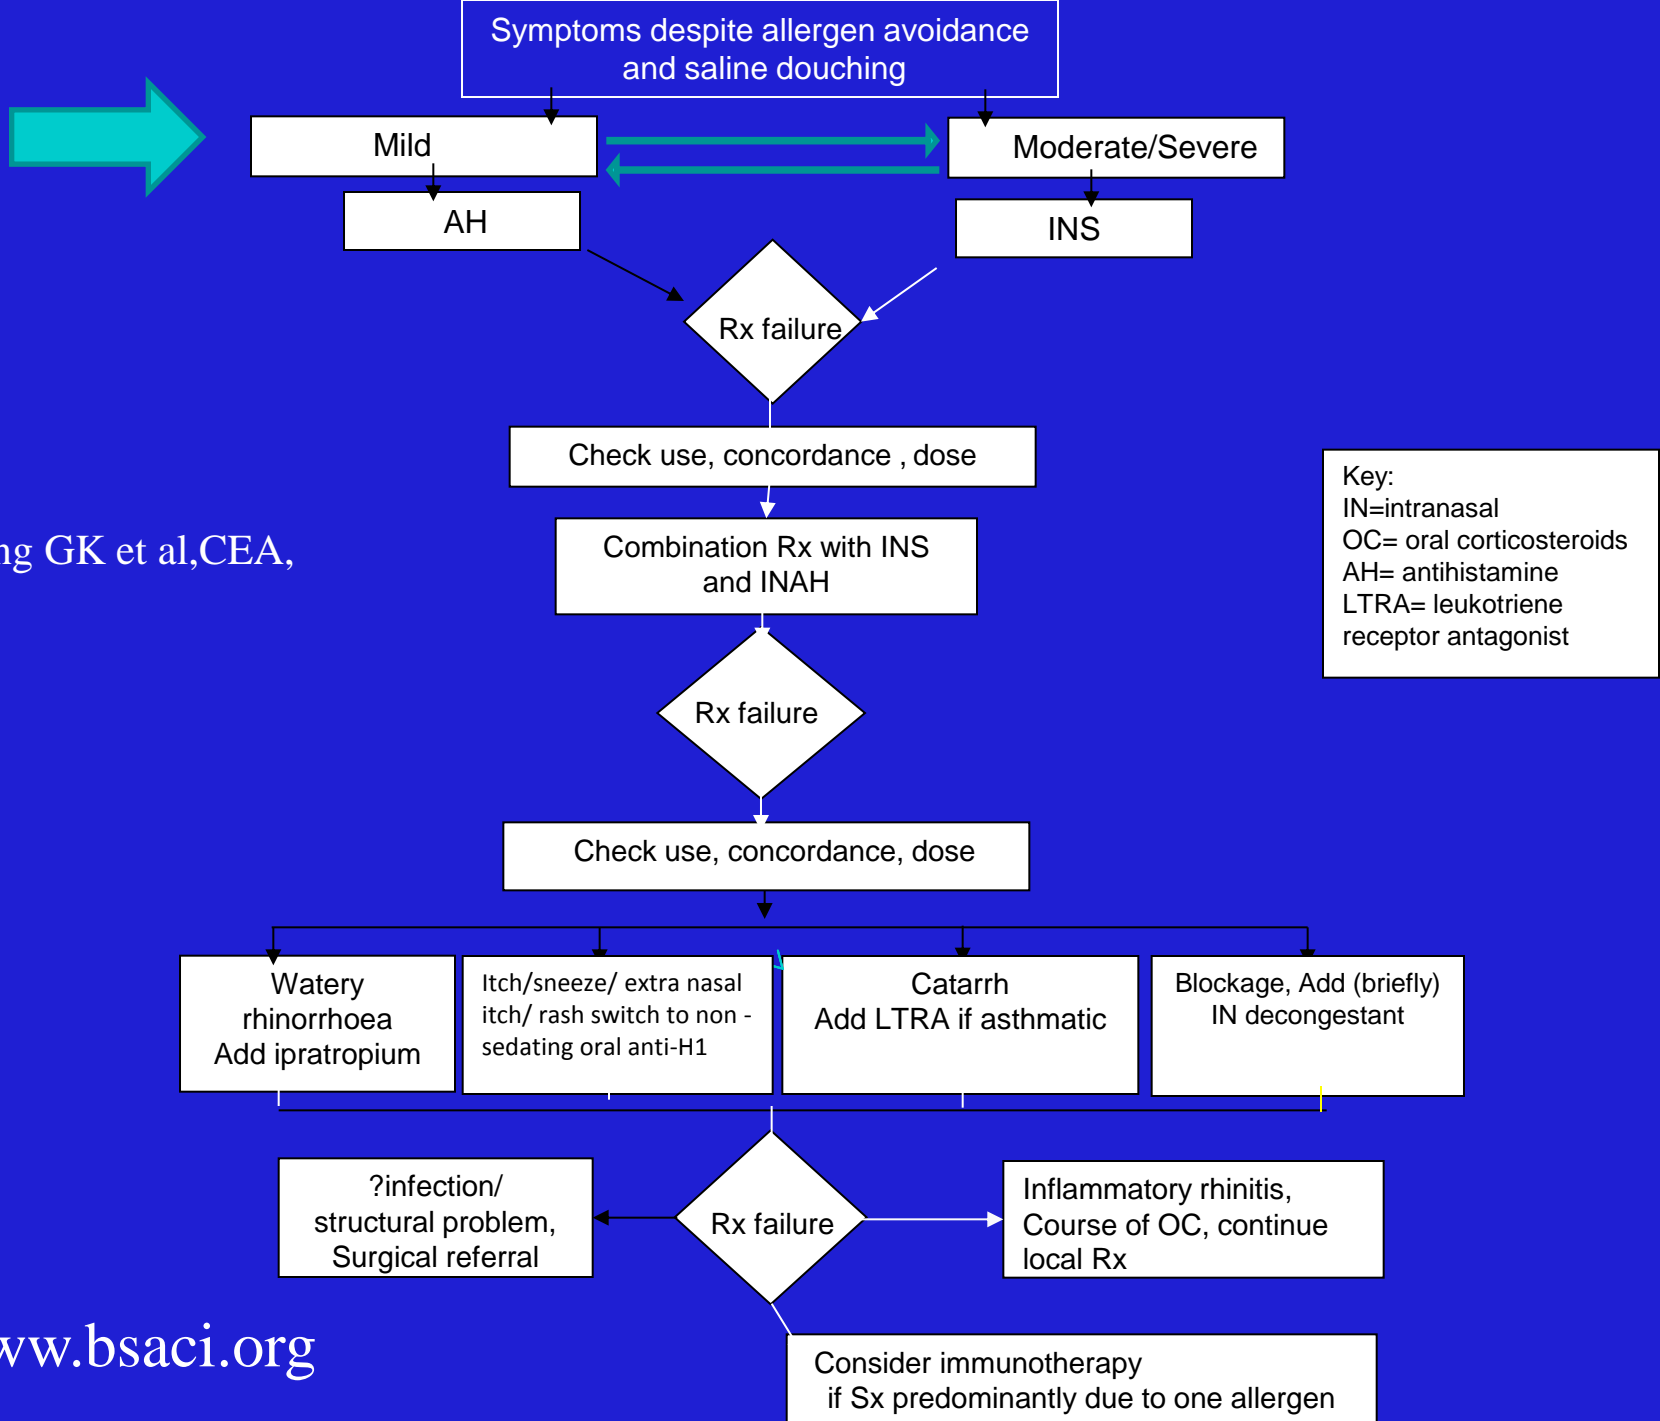 Symptoms despite allergen avoidance
and saline douching
Mild
Moderate/Severe
AH
INS
Rx failure
Check use, concordance , dose
Key:
IN=intranasal
OC= oral corticosteroids
AH= antihistamine
LTRA= leukotriene
receptor antagonist
GK et al,CEA,
Combination Rx with INS
and INAH
Rx failure
Check use, concordance, dose
Watery
rhinorrhoea
Add ipratropium
Itch/sneeze/ extra nasal
itch/ rash switch to non -
sedating oral anti-H1
Catarrh
Add LTRA if asthmatic
Blockage, Add (briefly)
IN decongestant
?infection/
structural problem,
Surgical referral
Rx failure
Inflammatory rhinitis,
Course of OC, continue
local Rx
ww.bsaci.org
Consider immunotherapy
if Sx predominantly due to one allergen